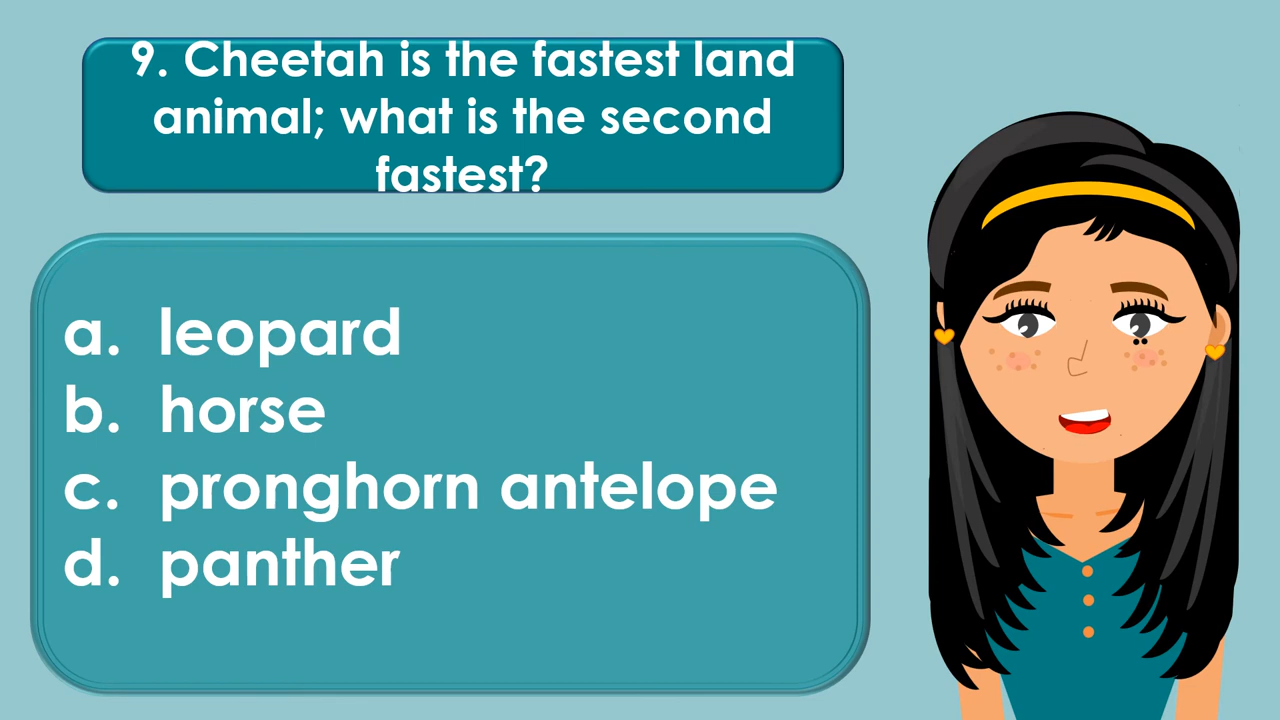 9. Cheetah is the fastest land
animal; what is the second
fastest?
a. leopard
b. horse
c. pronghorn antelope
d. panther